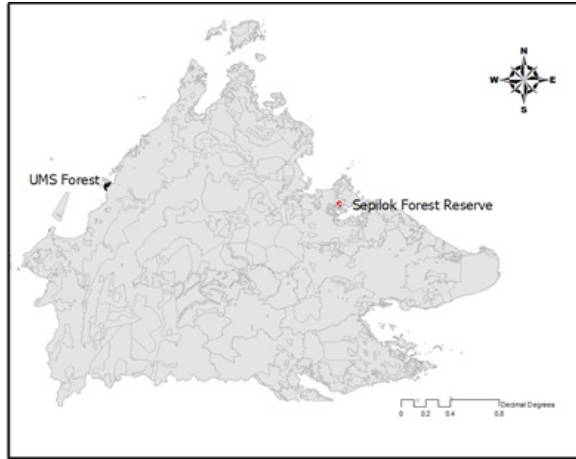 N
W E
S
UMS Forest
Sepilok Forest Reserve
Decimal Degrees
0 0.2 0.4 0.8